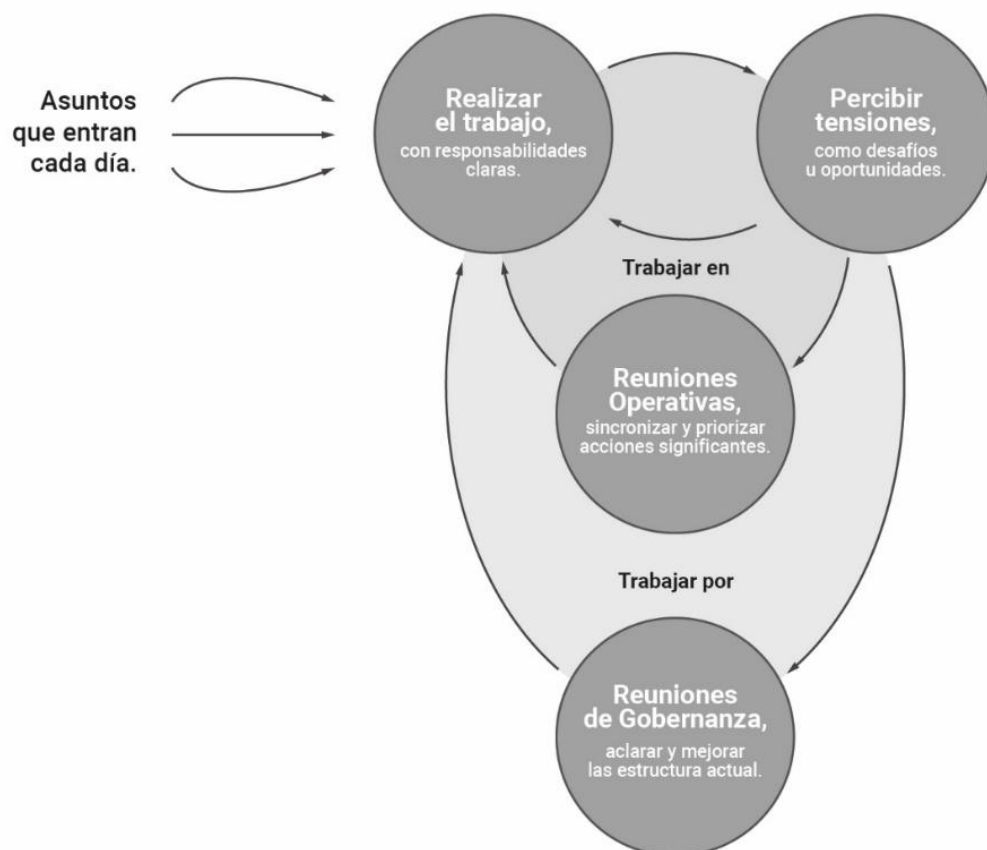 Asuntos
que entran
cada día.
Realizar
el trabajo,
con responsabilidades
claras.
Percibir
tensiones,
como desafíos
u oportunidades.
Trabajar en
Reuniones
Operativas,
sincronizar y priorizar
acciones significantes.
Trabajar por
Reuniones
de Gobernanza,
aclarar y mejorar
las estructura actual.